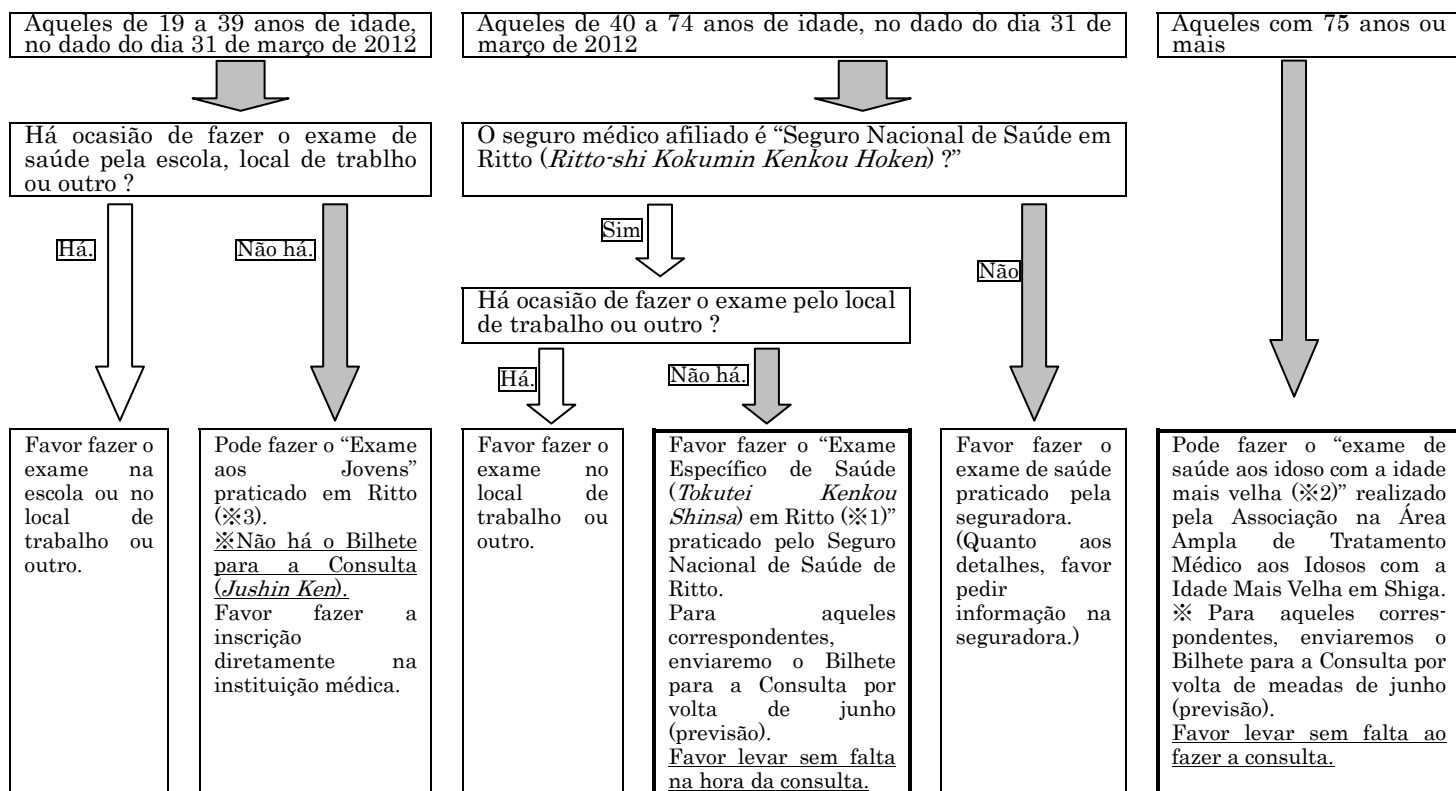 Aqueles de 19 a 39 anos de idade,
no dado do dia 31 de março de 2012
Aqueles de 40 a 74 anos de idade, no dado do dia 31 de
março de 2012
Aqueles com 75 anos ou
mais
Há ocasião de fazer o exame de
saúde pela escola, local de trablho
ou outro ?
O seguro médico afiliado é “Seguro Nacional de Saúde em
Ritto (Ritto-shi Kokumin Kenkou Hoken) ?”
Há.
Não há.
Sim
Não
Há ocasião de fazer o exame pelo local
de trabalho ou outro ?
Há.
Não há.
Favor fazer o
exame na
escola ou no
local de
trabalho ou
outro.
Pode fazer o “Exame
aos Jovens”
praticado em Ritto
(※3).
※Não há o Bilhete
para a Consulta
(Jushin Ken).
Favor fazer a
inscrição
diretamente na
instituição médica.
Favor fazer o
exame no
local de
trabalho ou
outro.
Favor fazer o “Exame
Específico de Saúde
(Tokutei Kenkou
Shinsa) em Ritto (※1)”
praticado pelo Seguro
Nacional de Saúde de
Ritto.
Para aqueles
correspondentes,
enviaremo o Bilhete
para a Consulta por
volta de junho
(previsão).
Favor levar sem falta
na hora da consulta.
Favor fazer o
exame de saúde
praticado pela
seguradora.
(Quanto aos
detalhes, favor
pedir
informação na
seguradora.)
Pode fazer o “exame de
saúde aos idoso com a idade
mais velha (※2)” realizado
pela Associação na Área
Ampla de Tratamento
Médico aos Idosos com a
Idade Mais Velha em Shiga.
※ Para aqueles corres-
pondentes, enviaremos o
Bilhete para a Consulta por
volta de meadas de junho
(previsão).
Favor levar sem falta ao
fazer a consulta.